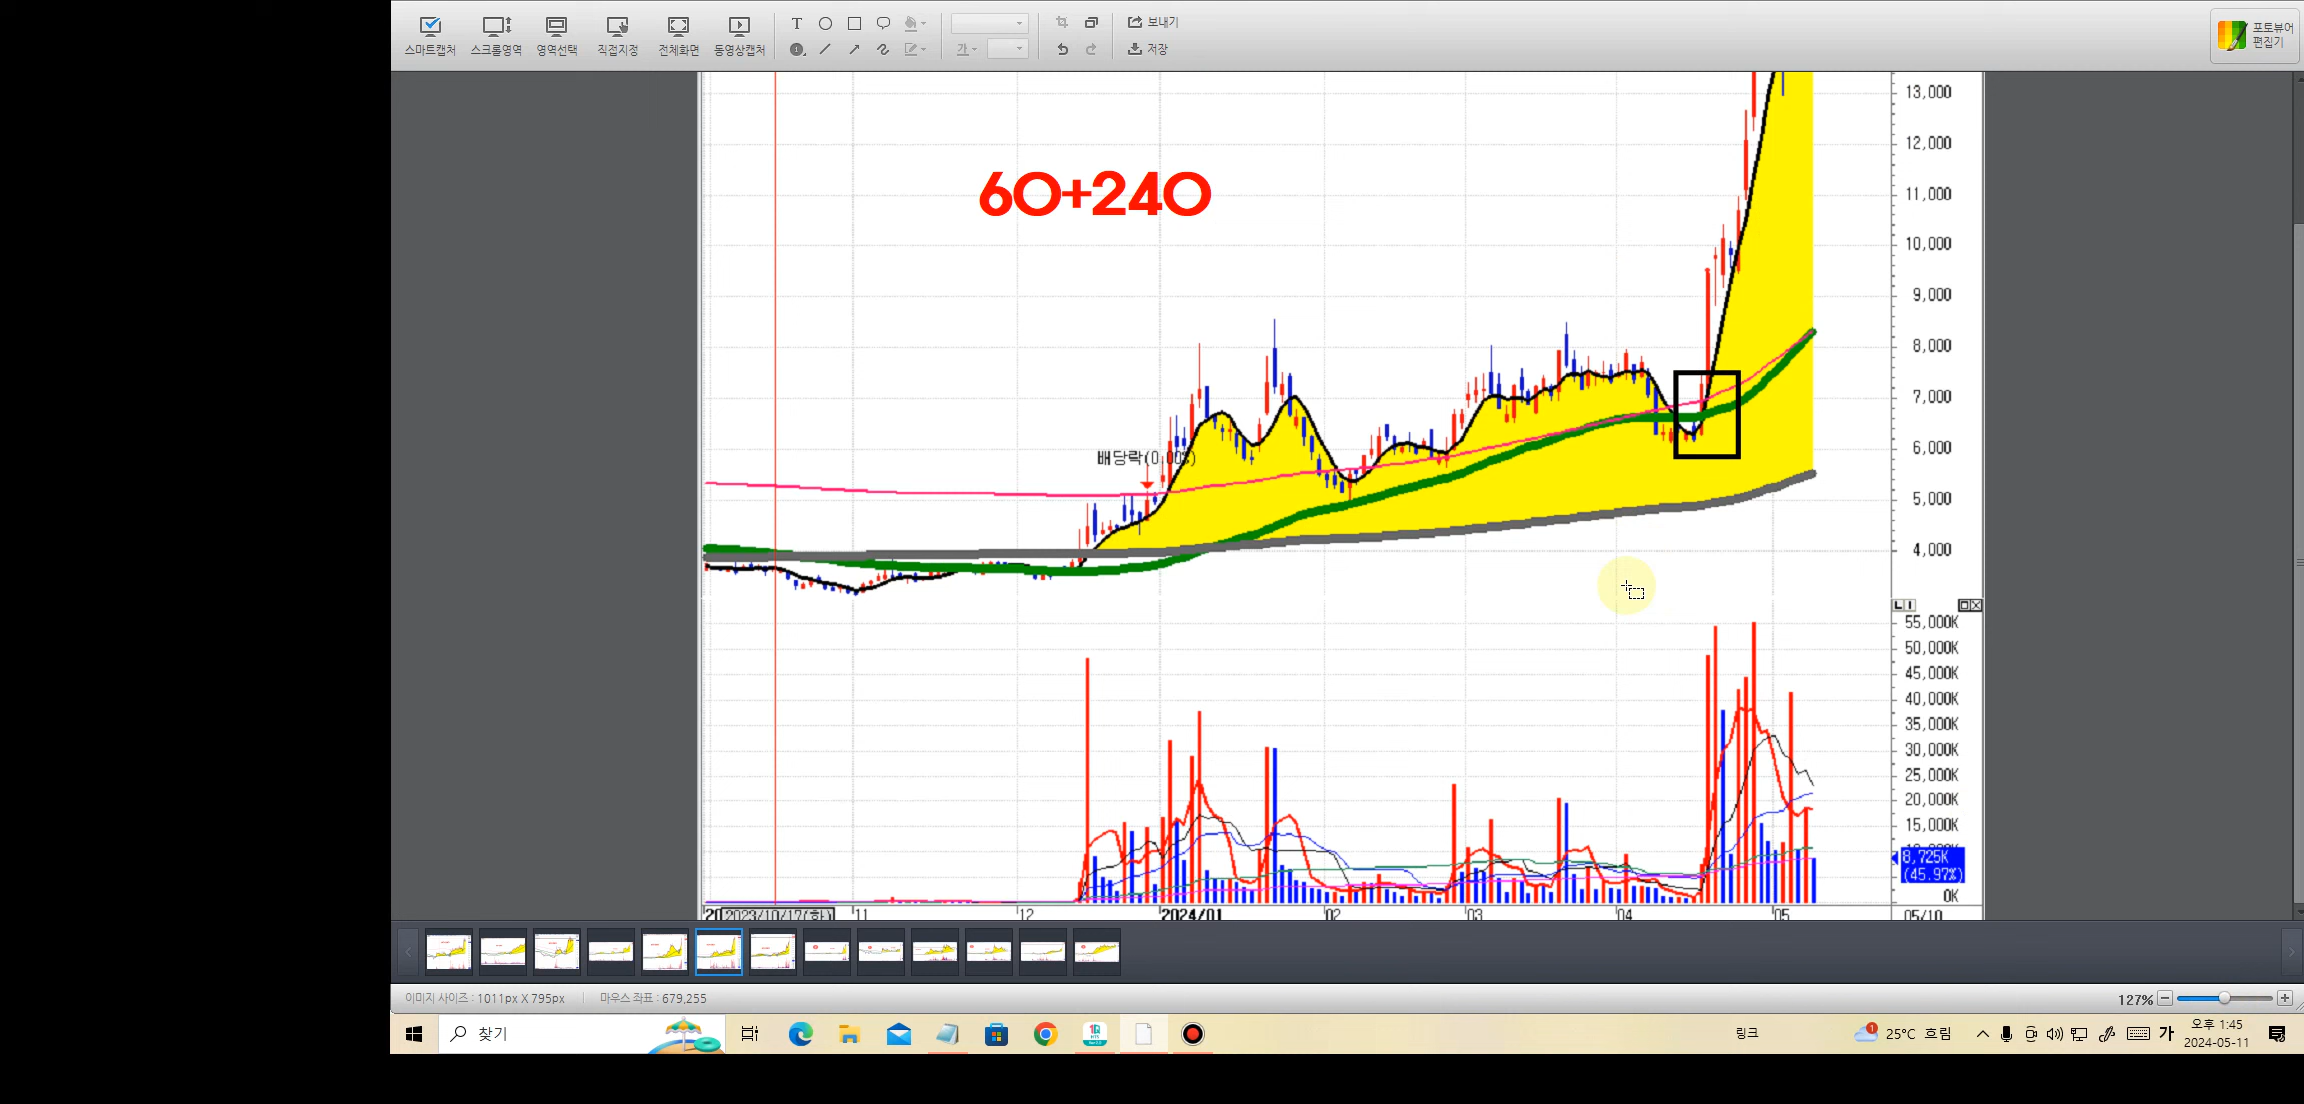 보내기
포토뷰어
편집기
스마트캡처 스크롤영역 영역선택 직접지정 전체화면 동영상캡처
T
가
저장
60+240
배당락(0.00%)
13,000
12,000
11,000
10,000
9,000
8,000
7,000
6,000
5,000
4,000
L I
55,000K
50,000K
45,000K
40,000K
35,000K
30,000K
25,000K
20,000K
15,000K
8,725K
(45.97%)
0K
20 2023/10/17(화) 11 12 2024/01 02 03 04 05 05/10
이미지 사이즈 : 1011px X 795px
마우스 좌표 : 679,255
127%
찾기
링크
1
25°C 흐림
가
오후 1:45
2024-05-11